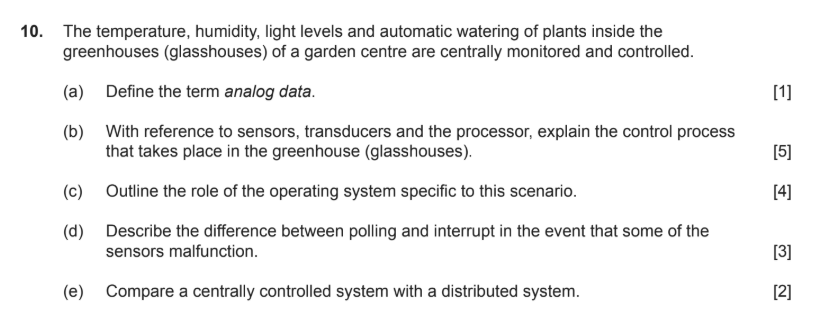 10. The temperature, humidity, light levels and automatic watering of plants inside the
greenhouses (glasshouses) of a garden centre are centrally monitored and controlled.
(a) Define the term analog data. [1]
(b) With reference to sensors, transducers and the processor, explain the control process
that takes place in the greenhouse (glasshouses). [5]
(c) Outline the role of the operating system specific to this scenario. [4]
(d) Describe the difference between polling and interrupt in the event that some of the
sensors malfunction. [3]
(e) Compare a centrally controlled system with a distributed system. [2]